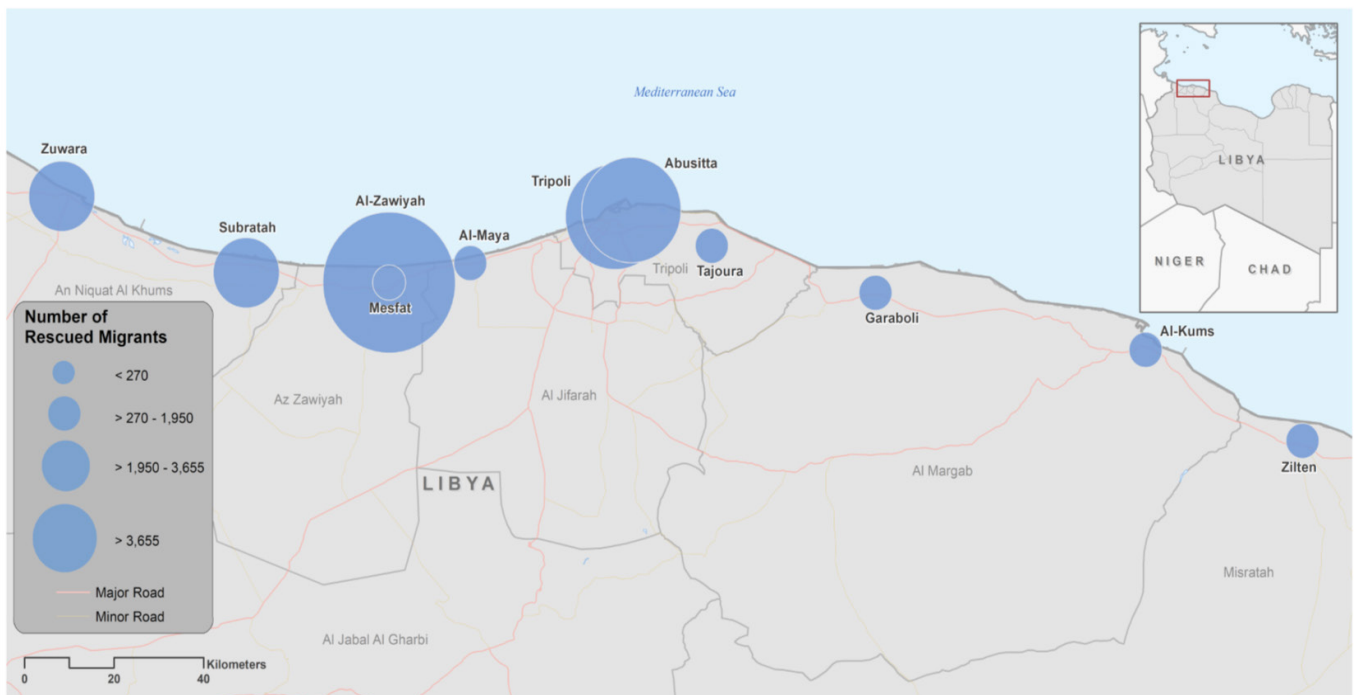 Mediterranean Sea
Zuwara
Subratah
Al-Zawiyah
Mesfat
Al-Maya
Tripoli
Abusitta
Tripoli
Tajoura
Garaboli
Al-Kums
Zilten
An Niquat Al Khums
Az Zawiyah
Al Jifarah
LIBYA
Al Margab
Misratah
Al Jabal Al Gharbi
Number of
Rescued Migrants
< 270
> 270 - 1,950
> 1,950 - 3,655
> 3,655
Major Road
Minor Road
Kilometers
0 20 40
LIBYA
NIGER
CHAD